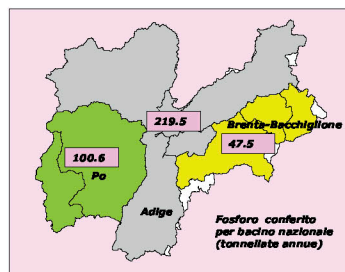 219.5
Brenta-Bacchiglione
47.5
100.6
Po
Adige
Fosforo conferito
per bacino nazionale
(tonnellate annue)